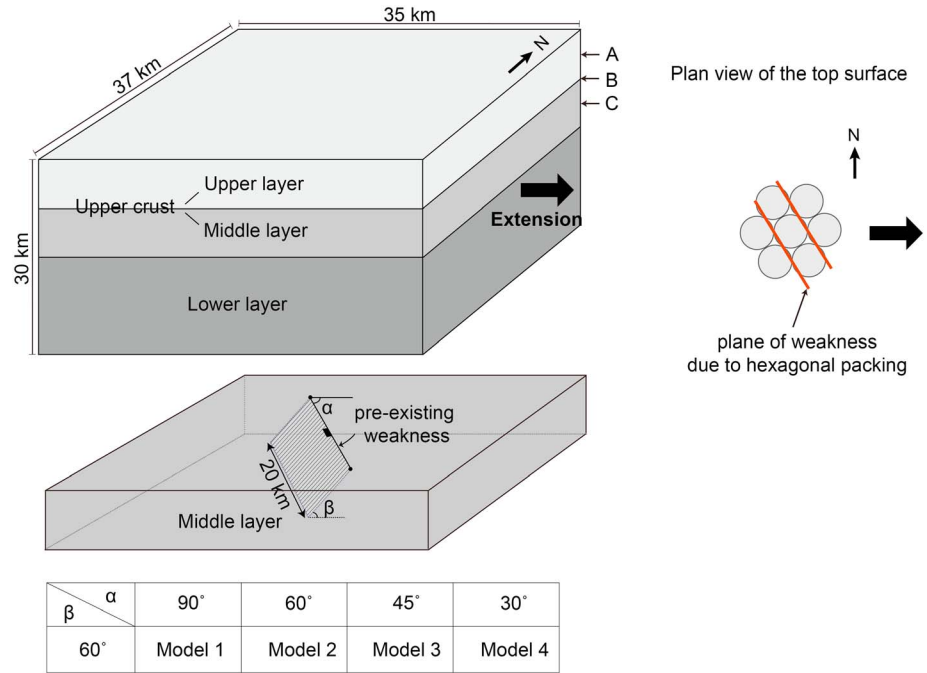 35 km
37 km
N
A
B
C
Upper layer
Upper crust
Middle layer
Extension
30 km
Lower layer
Plan view of the top surface
N
plane of weakness
due to hexagonal packing
α
pre-existing
weakness
20 km
β
Middle layer
α 90° 60° 45° 30°
β
60° Model 1 Model 2 Model 3 Model 4